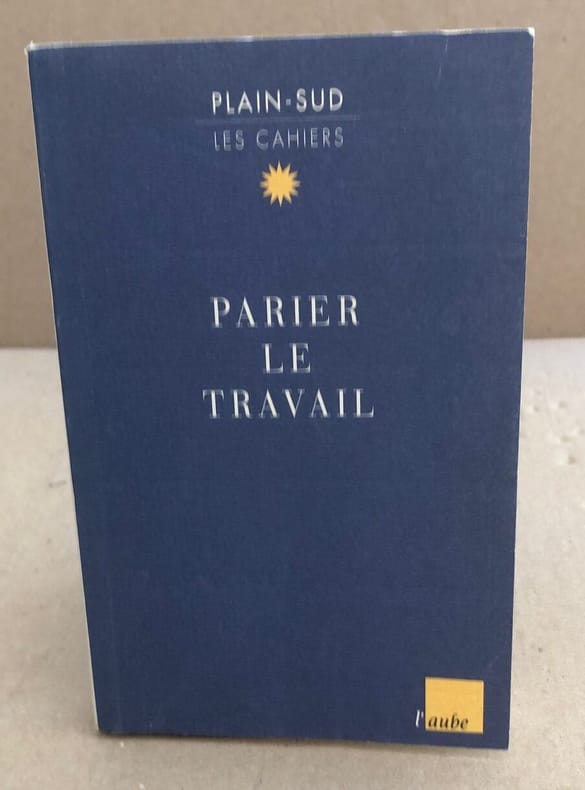 PLAIN-SUD
LES CAHIERS
PARIER
LE
TRAVAIL
l'aube